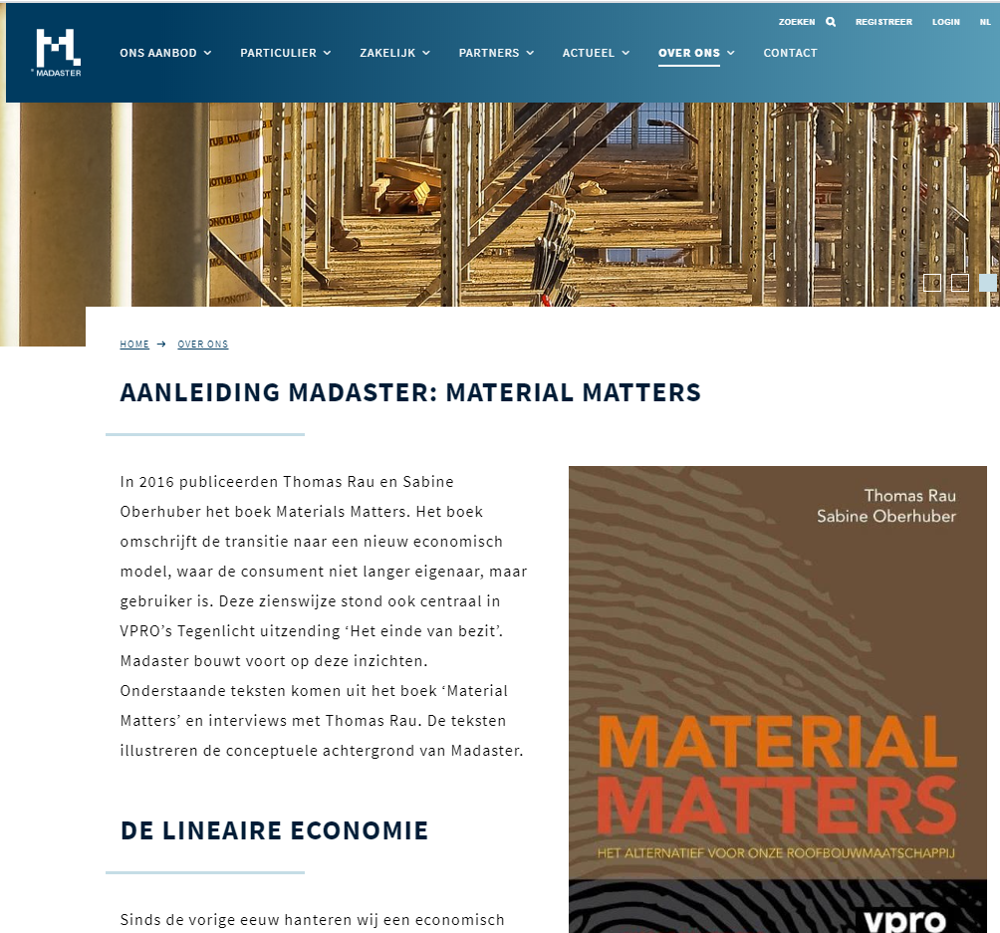 ZOEKEN REGISTREER LOGIN NL
MADASTER
ONS AANBOD PARTICULIER ZAKELIJK PARTNERS ACTUEEL OVER ONS CONTACT
MONOTUB D.D.
HOME → OVER ONS
AANLEIDING MADASTER: MATERIAL MATTERS
In 2016 publiceerden Thomas Rau en Sabine
Oberhuber het boek Materials Matters. Het boek
omschrijft de transitie naar een nieuw economisch
model, waar de consument niet langer eigenaar, maar
gebruiker is. Deze zienswijze stond ook centraal in
VPRO’s Tegenlicht uitzending ‘Het einde van bezit’.
Madaster bouwt voort op deze inzichten.
Onderstaande teksten komen uit het boek ‘Material
Matters’ en interviews met Thomas Rau. De teksten
illustreren de conceptuele achtergrond van Madaster.
DE LINEAIRE ECONOMIE
Sinds de vorige eeuw hanteren wij een economisch
Thomas Rau
Sabine Oberhuber
MATERIAL
MATTERS
HET ALTERNATIEF VOOR ONZE ROOFBOUWMAATSCHAPPIJ
vpro